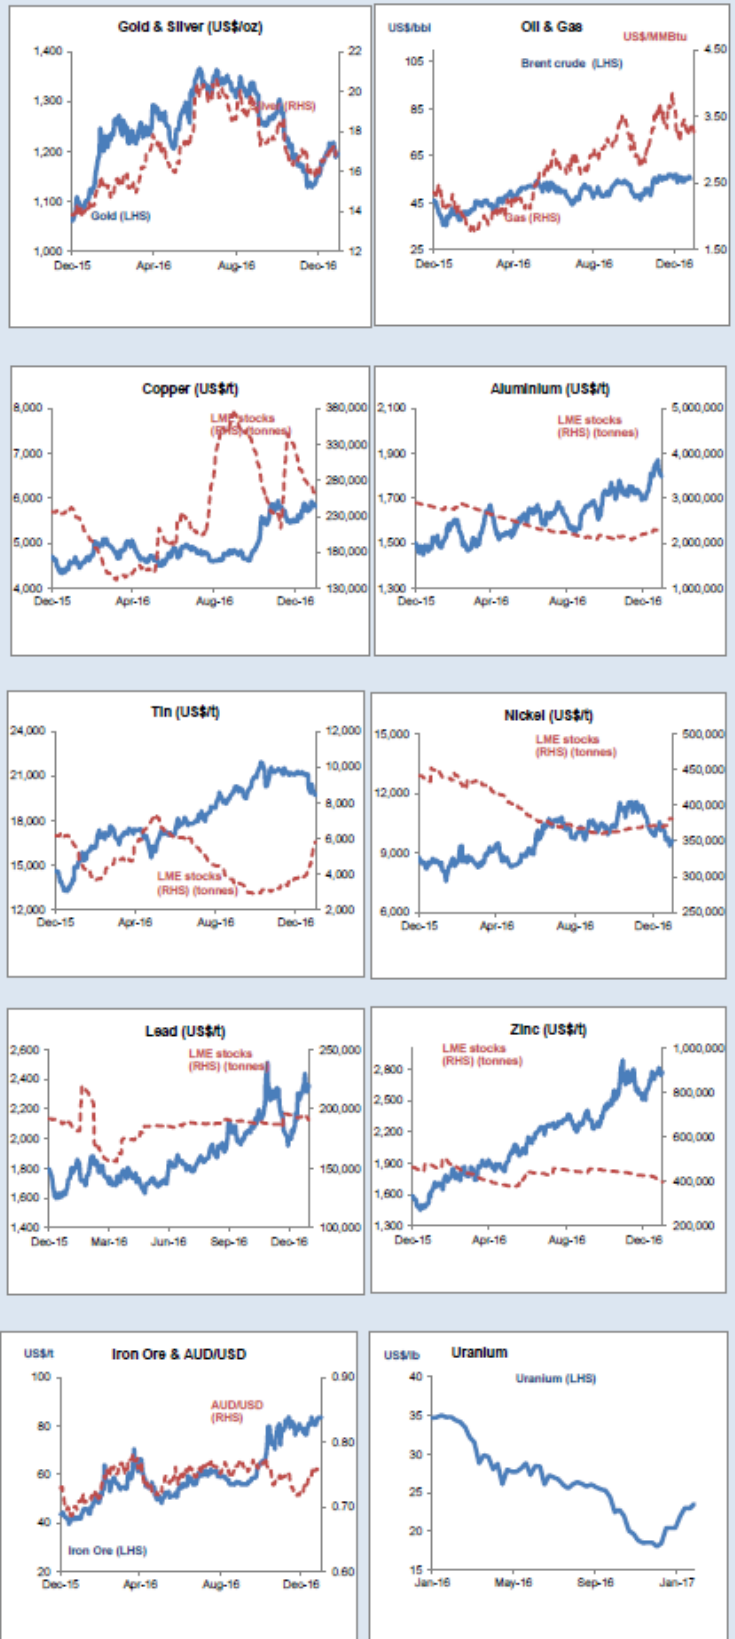 Gold & Silver (US$/oz)
1,400
1,300
1,200
1,100
1,000
22
20
18
16
14
12
Silver (RHS)
Gold (LHS)
Dec-15 Apr-16 Aug-16 Dec-16
US$/bbl Oil & Gas
US$/MMBtu
Brent crude (LHS)
105
85
65
45
25
4.50
3.50
2.50
1.50
Gas (RHS)
Dec-15 Apr-16 Aug-16 Dec-16
Copper (US$/t)
LME stocks
(RHS) (tonnes)
8,000
7,000
6,000
5,000
4,000
380,000
330,000
280,000
230,000
180,000
130,000
Dec-15 Apr-16 Aug-16 Dec-16
Aluminium (US$/t)
LME stocks
(RHS) (tonnes)
2,100
1,900
1,700
1,500
1,300
5,000,000
4,000,000
3,000,000
2,000,000
1,000,000
Dec-15 Apr-16 Aug-16 Dec-16
Tin (US$/t)
24,000
21,000
18,000
15,000
12,000
12,000
10,000
8,000
6,000
4,000
2,000
LME stocks
(RHS) (tonnes)
Dec-15 Apr-16 Aug-16 Dec-16
Nickel (US$/t)
LME stocks
(RHS) (tonnes)
15,000
12,000
9,000
6,000
500,000
450,000
400,000
350,000
300,000
250,000
Dec-15 Apr-16 Aug-16 Dec-16
Lead (US$/t)
LME stocks
(RHS) (tonnes)
2,600
2,400
2,200
2,000
1,800
1,600
1,400
250,000
200,000
150,000
100,000
Dec-15 Mar-16 Jun-16 Sep-16 Dec-16
Zinc (US$/t)
LME stocks
(RHS) (tonnes)
2,800
2,500
2,200
1,900
1,600
1,300
1,000,000
800,000
600,000
400,000
200,000
Dec-15 Apr-16 Aug-16 Dec-16
US$/t Iron Ore & AUD/USD
100
80
60
40
20
0.90
0.80
0.70
0.60
AUD/USD
(RHS)
Iron Ore (LHS)
Dec-15 Apr-16 Aug-16 Dec-16
US$/lb Uranium
Uranium (LHS)
40
35
30
25
20
15
Jan-16 May-16 Sep-16 Jan-17